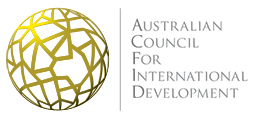 AUSTRALIAN
COUNCIL
FOR
INTERNATIONAL
DEVELOPMENT